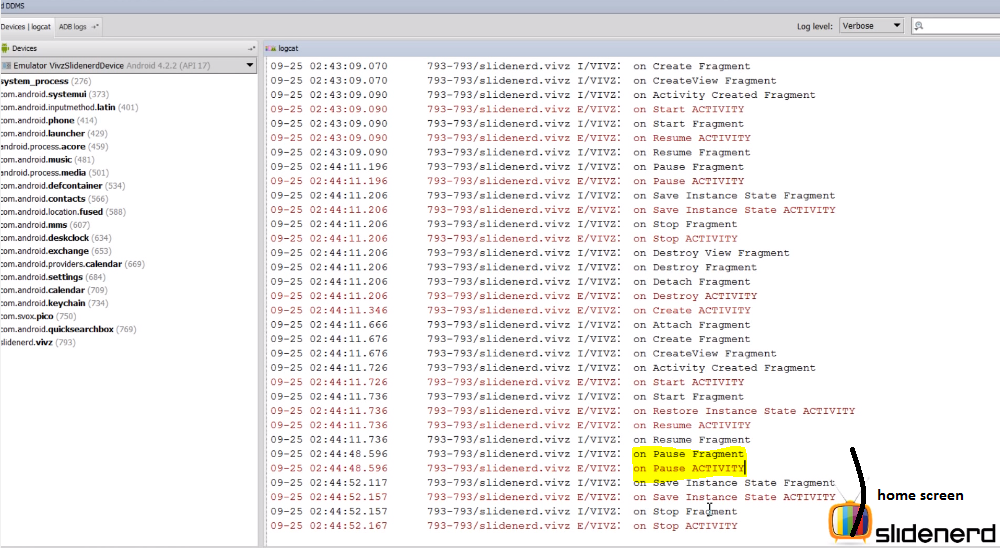 d DDMS
Devices | logcat ADB logs
Log level: Verbose
Devices
logcat
Emulator VivzSlidenerdDevice Android 4.2.2 (API 17)
system_process (276)
com.android.systemui (373)
com.android.inputmethod.latin (401)
com.android.phone (414)
com.android.launcher (429)
android.process.acore (459)
com.android.music (481)
android.process.media (501)
com.android.defcontainer (534)
com.android.contacts (566)
com.android.location.fused (588)
com.android.mms (607)
com.android.deskclock (634)
com.android.exchange (653)
com.android.providers.calendar (669)
com.android.settings (684)
com.android.calendar (709)
com.android.keychain (734)
com.svox.pico (750)
com.android.quicksearchbox (769)
slidenerd.vivz (793)
09-25 02:43:09.070 793-793/slidenerd.vivz I/VIVZ: on Create Fragment
09-25 02:43:09.070 793-793/slidenerd.vivz I/VIVZ: on CreateView Fragment
09-25 02:43:09.090 793-793/slidenerd.vivz I/VIVZ: on Activity Created Fragment
09-25 02:43:09.090 793-793/slidenerd.vivz E/VIVZ: on Start ACTIVITY
09-25 02:43:09.090 793-793/slidenerd.vivz I/VIVZ: on Start Fragment
09-25 02:43:09.090 793-793/slidenerd.vivz E/VIVZ: on Resume ACTIVITY
09-25 02:43:09.090 793-793/slidenerd.vivz I/VIVZ: on Resume Fragment
09-25 02:44:11.196 793-793/slidenerd.vivz I/VIVZ: on Pause Fragment
09-25 02:44:11.196 793-793/slidenerd.vivz E/VIVZ: on Pause ACTIVITY
09-25 02:44:11.206 793-793/slidenerd.vivz I/VIVZ: on Save Instance State Fragment
09-25 02:44:11.206 793-793/slidenerd.vivz E/VIVZ: on Save Instance State ACTIVITY
09-25 02:44:11.206 793-793/slidenerd.vivz I/VIVZ: on Stop Fragment
09-25 02:44:11.206 793-793/slidenerd.vivz E/VIVZ: on Stop ACTIVITY
09-25 02:44:11.206 793-793/slidenerd.vivz I/VIVZ: on Destroy View Fragment
09-25 02:44:11.206 793-793/slidenerd.vivz I/VIVZ: on Destroy Fragment
09-25 02:44:11.206 793-793/slidenerd.vivz I/VIVZ: on Detach Fragment
09-25 02:44:11.206 793-793/slidenerd.vivz E/VIVZ: on Destroy ACTIVITY
09-25 02:44:11.346 793-793/slidenerd.vivz E/VIVZ: on Create ACTIVITY
09-25 02:44:11.666 793-793/slidenerd.vivz I/VIVZ: on Attach Fragment
09-25 02:44:11.676 793-793/slidenerd.vivz I/VIVZ: on Create Fragment
09-25 02:44:11.676 793-793/slidenerd.vivz I/VIVZ: on CreateView Fragment
09-25 02:44:11.726 793-793/slidenerd.vivz I/VIVZ: on Activity Created Fragment
09-25 02:44:11.726 793-793/slidenerd.vivz E/VIVZ: on Start ACTIVITY
09-25 02:44:11.736 793-793/slidenerd.vivz I/VIVZ: on Start Fragment
09-25 02:44:11.736 793-793/slidenerd.vivz E/VIVZ: on Restore Instance State ACTIVITY
09-25 02:44:11.736 793-793/slidenerd.vivz E/VIVZ: on Resume ACTIVITY
09-25 02:44:11.736 793-793/slidenerd.vivz I/VIVZ: on Resume Fragment
09-25 02:44:48.596 793-793/slidenerd.vivz I/VIVZ: on Pause Fragment
09-25 02:44:48.596 793-793/slidenerd.vivz E/VIVZ: on Pause ACTIVITY
09-25 02:44:52.117 793-793/slidenerd.vivz I/VIVZ: on Save Instance State Fragment
09-25 02:44:52.157 793-793/slidenerd.vivz E/VIVZ: on Save Instance State ACTIVITY
09-25 02:44:52.157 793-793/slidenerd.vivz I/VIVZ: on Stop Fragment
09-25 02:44:52.167 793-793/slidenerd.vivz E/VIVZ: on Stop ACTIVITY
home screen
slidenerd